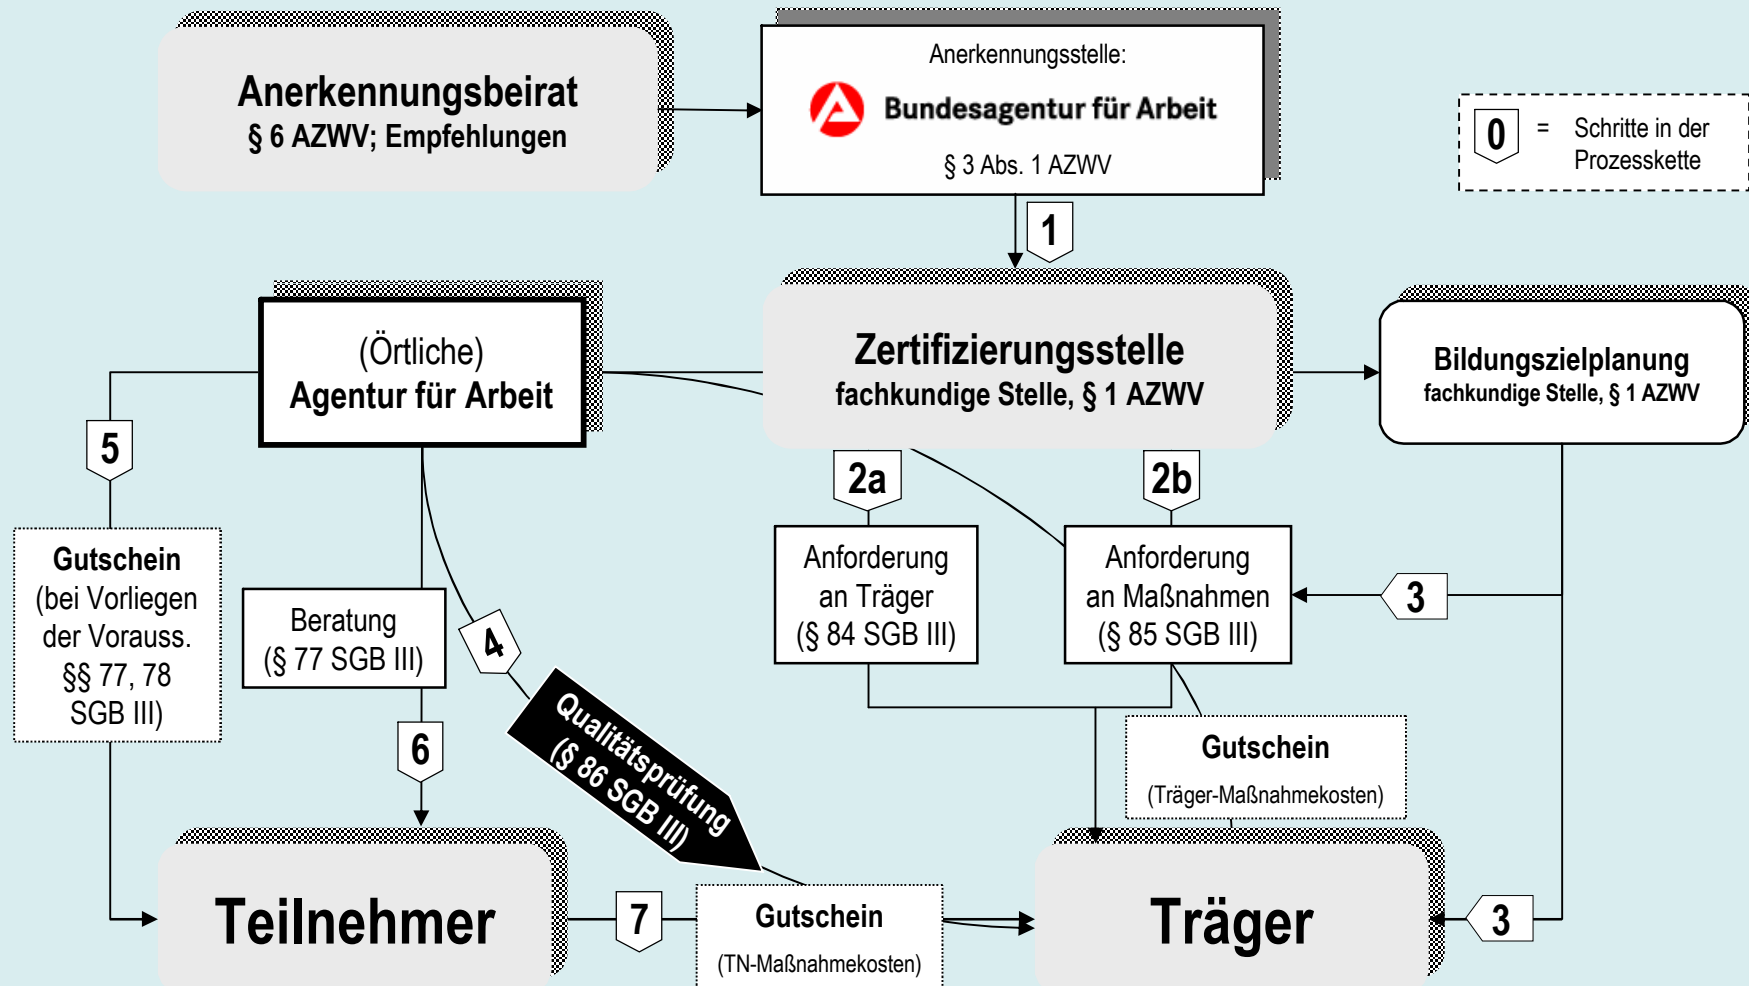 Anerkennungsbeirat
§ 6 AZWV; Empfehlungen
Anerkennungsstelle:
Bundesagentur für Arbeit
§ 3 Abs. 1 AZWV
0
=
Schritte in der
Prozesskette
1
(Örtliche)
Agentur für Arbeit
Zertifizierungsstelle
fachkundige Stelle, § 1 AZWV
Bildungszielplanung
fachkundige Stelle, § 1 AZWV
5
2a
2b
Gutschein
(bei Vorliegen
der Vorauss.
§§ 77, 78
SGB III)
Beratung
(§ 77 SGB III)
4
Anforderung
an Träger
(§ 84 SGB III)
Anforderung
an Maßnahmen
(§ 85 SGB III)
3
6
Qualitätsprüfung
(§ 86 SGB III)
Gutschein
(Träger-Maßnahmekosten)
Teilnehmer
7
Gutschein
(TN-Maßnahmekosten)
Träger
3